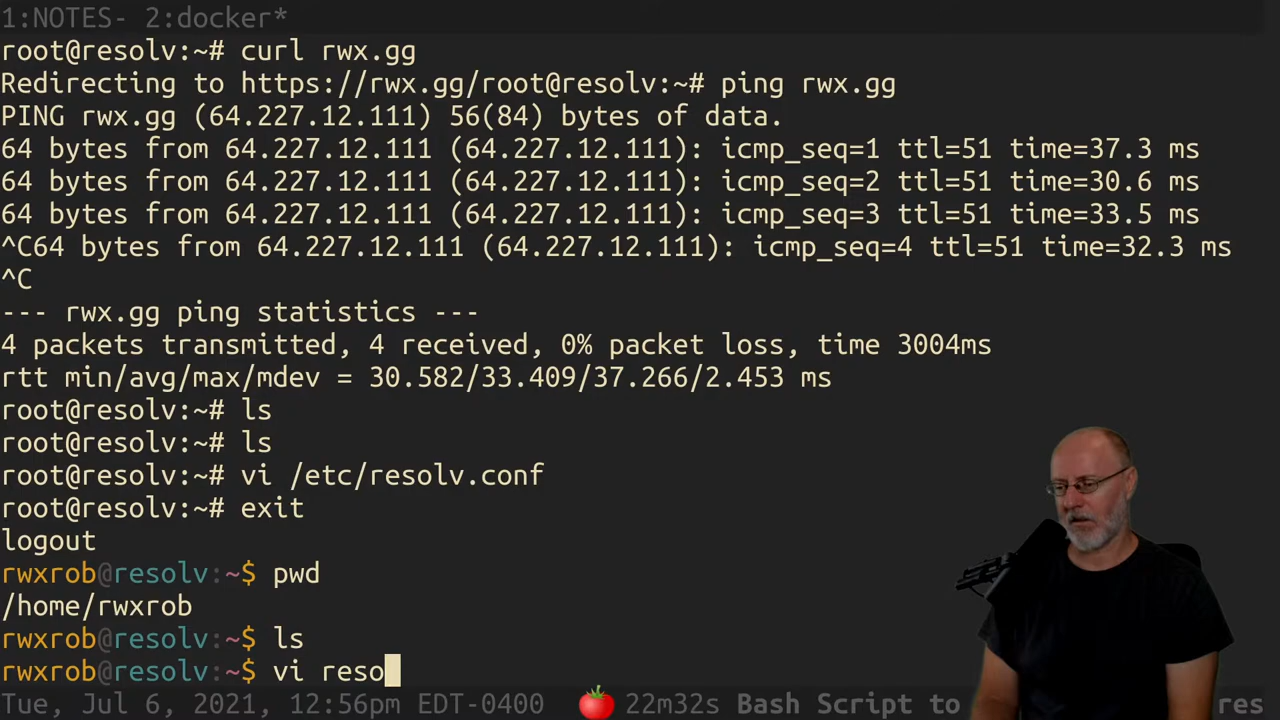 1:NOTES- 2:docker*
root@resolv:~# curl rwx.gg
Redirecting to https://rwx.gg/root@resolv:~# ping rwx.gg
PING rwx.gg (64.227.12.111) 56(84) bytes of data.
64 bytes from 64.227.12.111 (64.227.12.111): icmp_seq=1 ttl=51 time=37.3 ms
64 bytes from 64.227.12.111 (64.227.12.111): icmp_seq=2 ttl=51 time=30.6 ms
64 bytes from 64.227.12.111 (64.227.12.111): icmp_seq=3 ttl=51 time=33.5 ms
^C64 bytes from 64.227.12.111 (64.227.12.111): icmp_seq=4 ttl=51 time=32.3 ms
^C
--- rwx.gg ping statistics ---
4 packets transmitted, 4 received, 0% packet loss, time 3004ms
rtt min/avg/max/mdev = 30.582/33.409/37.266/2.453 ms
root@resolv:~# ls
root@resolv:~# ls
root@resolv:~# vi /etc/resolv.conf
root@resolv:~# exit
logout
rwxrob@resolv:~$ pwd
/home/rwxrob
rwxrob@resolv:~$ ls
rwxrob@resolv:~$ vi reso
Tue, Jul 6, 2021, 12:56pm EDT-0400 🍅 22m32s Bash Script to res